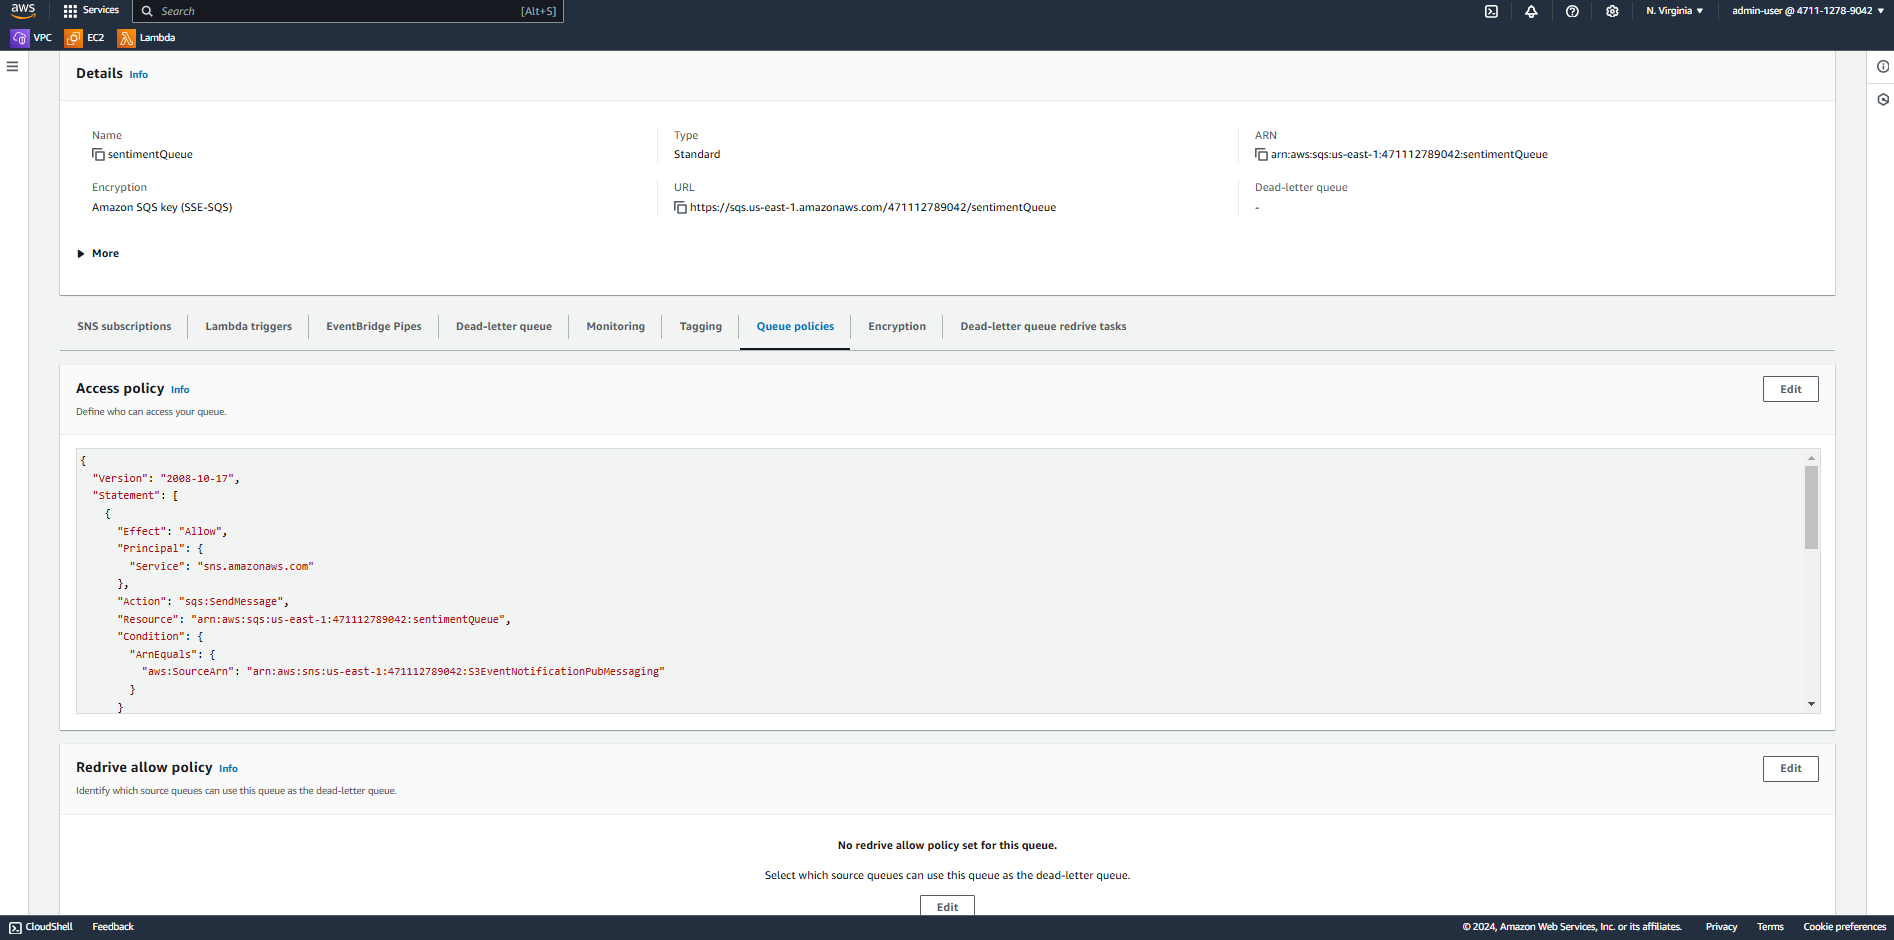 aws
Services
Search
[Alt+S]
N. Virginia
admin-user @ 4711-1278-9042
VPC
EC2
Lambda
Details Info
Name
sentimentQueue
Type
Standard
ARN
arn:aws:sqs:us-east-1:471112789042:sentimentQueue
Encryption
Amazon SQS key (SSE-SQS)
URL
https://sqs.us-east-1.amazonaws.com/471112789042/sentimentQueue
Dead-letter queue
-
More
SNS subscriptions
Lambda triggers
EventBridge Pipes
Dead-letter queue
Monitoring
Tagging
Queue policies
Encryption
Dead-letter queue redrive tasks
Access policy Info
Edit
Define who can access your queue.
{
"Version": "2008-10-17",
"Statement": [
{
"Effect": "Allow",
"Principal": {
"Service": "sns.amazonaws.com"
},
"Action": "sqs:SendMessage",
"Resource": "arn:aws:sqs:us-east-1:471112789042:sentimentQueue",
"Condition": {
"ArnEquals": {
"aws:SourceArn": "arn:aws:sns:us-east-1:471112789042:S3EventNotificationPubMessaging"
}
}
Redrive allow policy Info
Edit
Identify which source queues can use this queue as the dead-letter queue.
No redrive allow policy set for this queue.
Select which source queues can use this queue as the dead-letter queue.
Edit
CloudShell
Feedback
© 2024, Amazon Web Services, Inc. or its affiliates.
Privacy
Terms
Cookie preferences